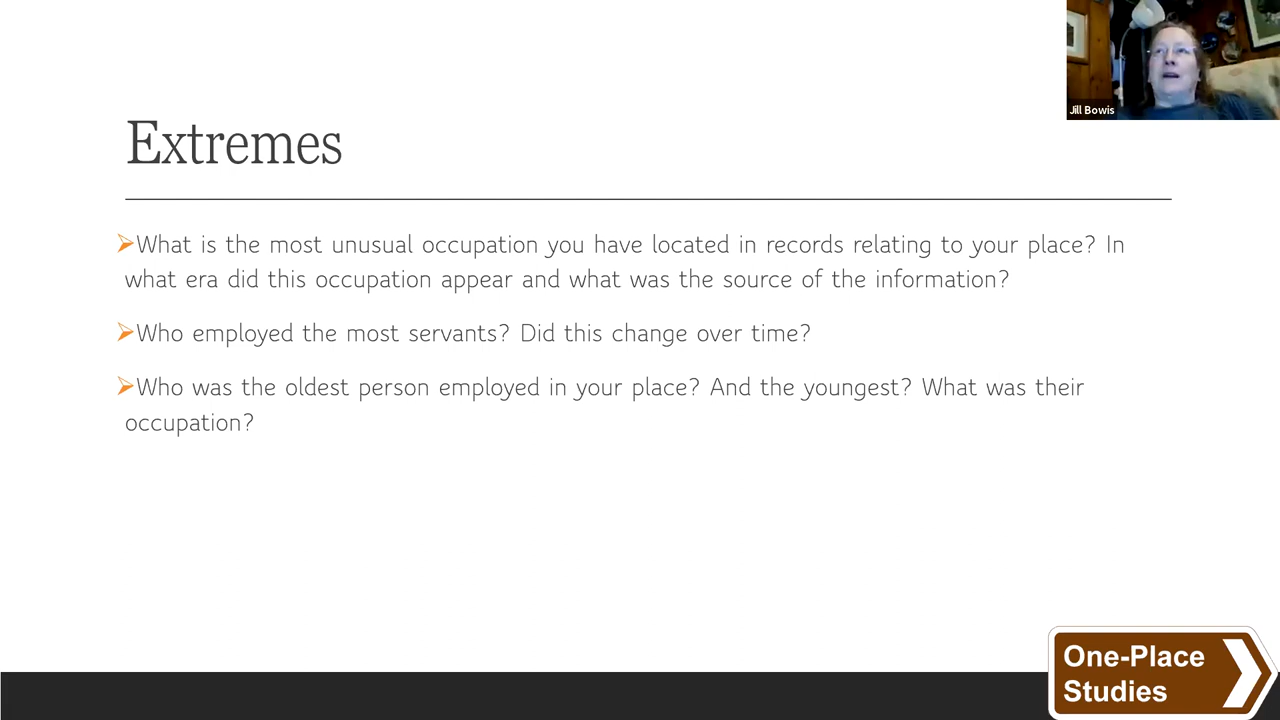 Jill Bowis
Extremes
What is the most unusual occupation you have located in records relating to your place? In
what era did this occupation appear and what was the source of the information?
Who employed the most servants? Did this change over time?
Who was the oldest person employed in your place? And the youngest? What was their
occupation?
One-Place
Studies